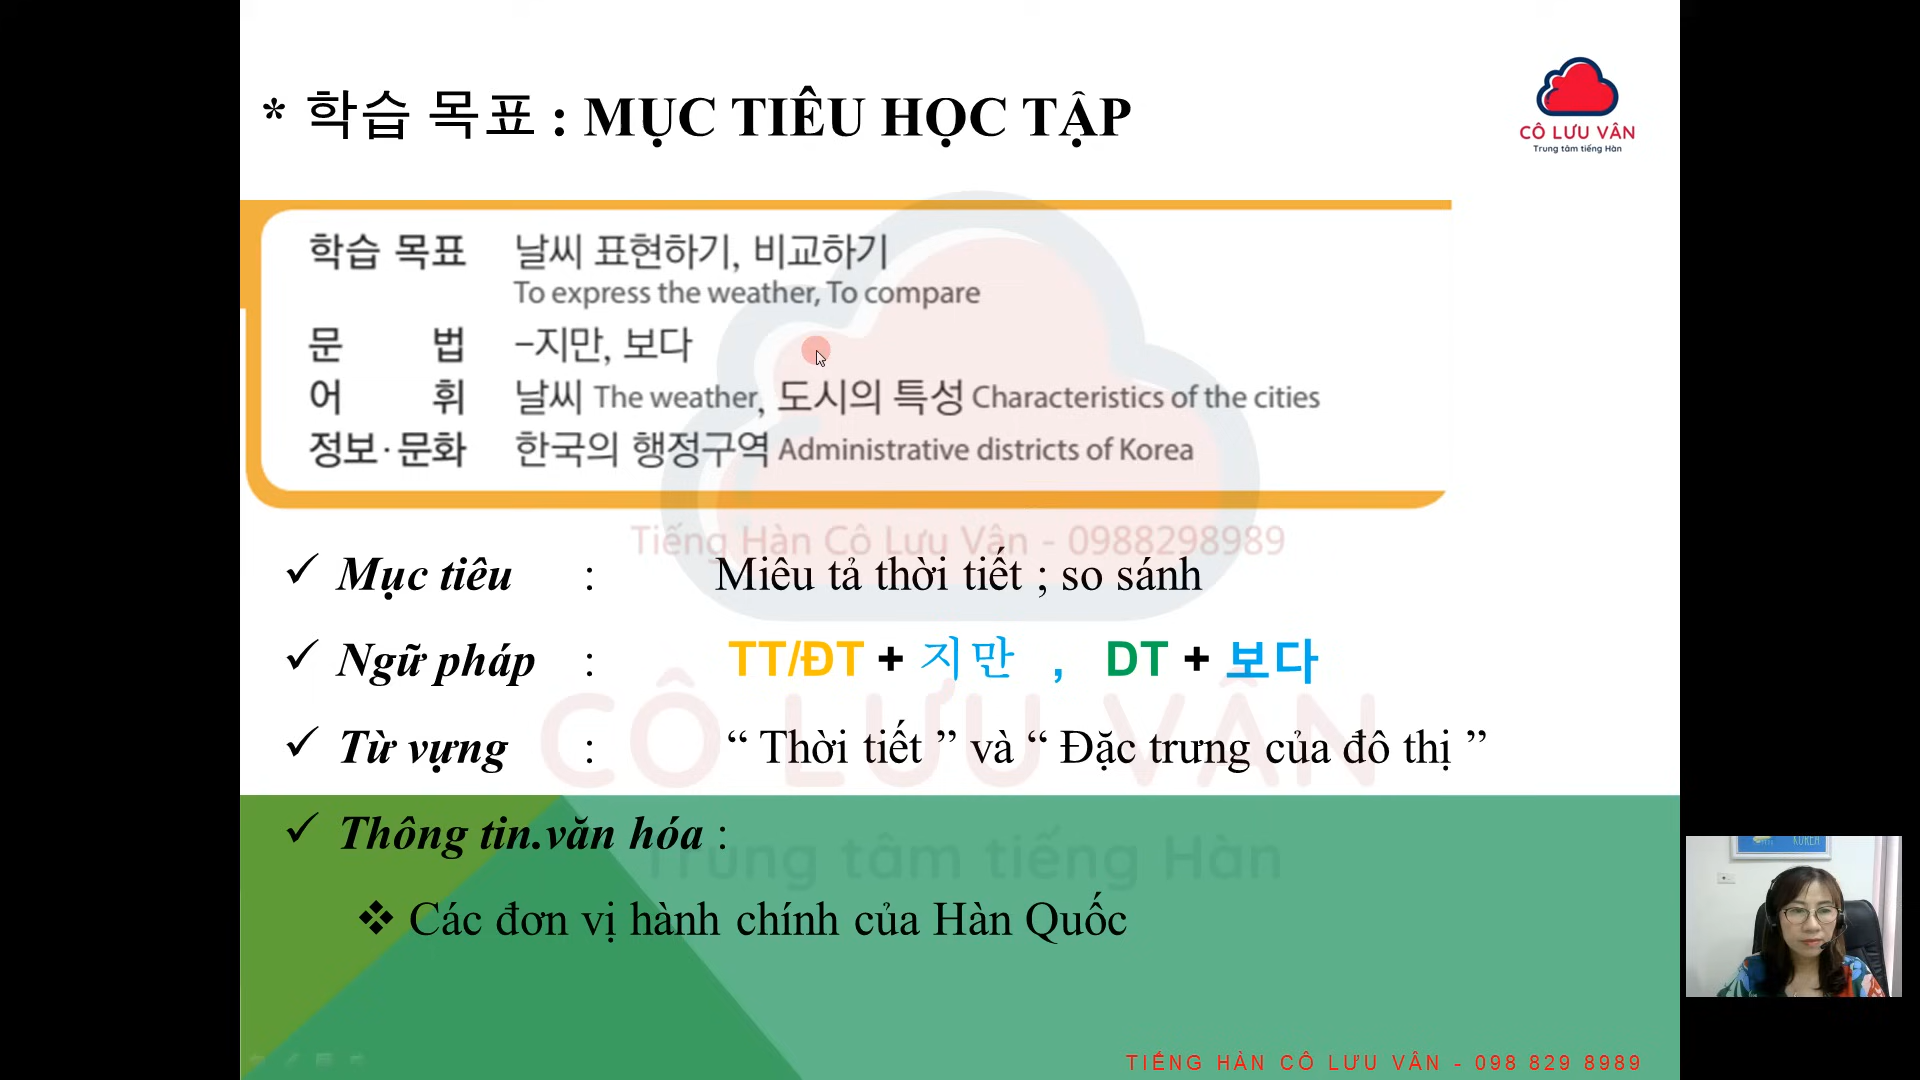 * 학습 목표 : MỤC TIÊU HỌC TẬP
CÔ LƯU VÂN
Trung tâm tiếng Hàn
학습 목표 날씨 표현하기, 비교하기
To express the weather, To compare
문 법 –지만, 보다
어 휘 날씨 The weather, 도시의 특성 Characteristics of the cities
정보·문화 한국의 행정구역 Administrative districts of Korea
Tiếng Hàn Cô Lưu Vân - 0988298989
✓ Mục tiêu : Miêu tả thời tiết ; so sánh
✓ Ngữ pháp : TT/ĐT + 지만 , DT + 보다
CÔ LƯU VÂN
✓ Từ vựng : “ Thời tiết ” và “ Đặc trưng của đô thị ”
✓ Thông tin.văn hóa :
Trung tâm tiếng Hàn
❖ Các đơn vị hành chính của Hàn Quốc
KOREA
TIẾNG HÀN CÔ LƯU VÂN - 098 829 8989